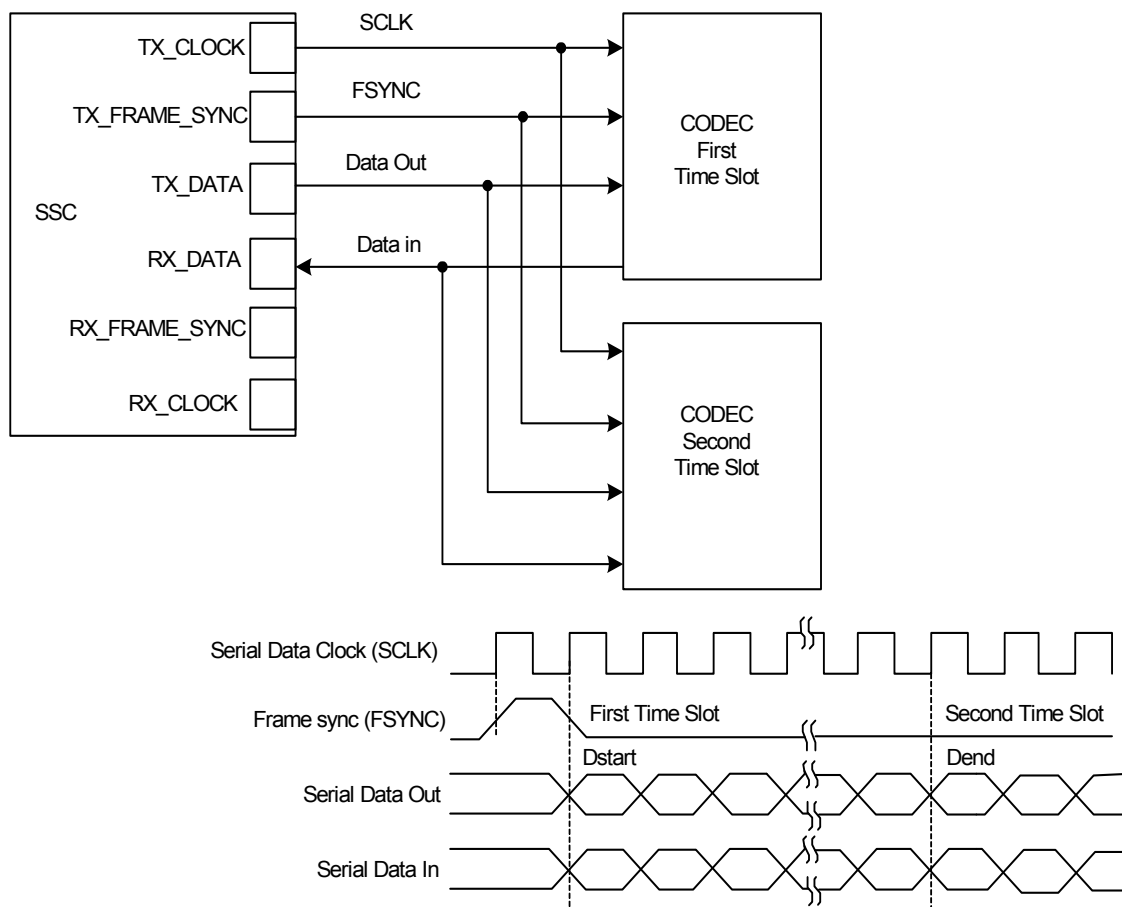 SCLK
TX_CLOCK
FSYNC
TX_FRAME_SYNC
CODEC
First
Time Slot
Data Out
TX_DATA
SSC
Data in
RX_DATA
RX_FRAME_SYNC
RX_CLOCK
CODEC
Second
Time Slot
Serial Data Clock (SCLK)
Frame sync (FSYNC)
First Time Slot
Second Time Slot
Dstart
Dend
Serial Data Out
Serial Data In